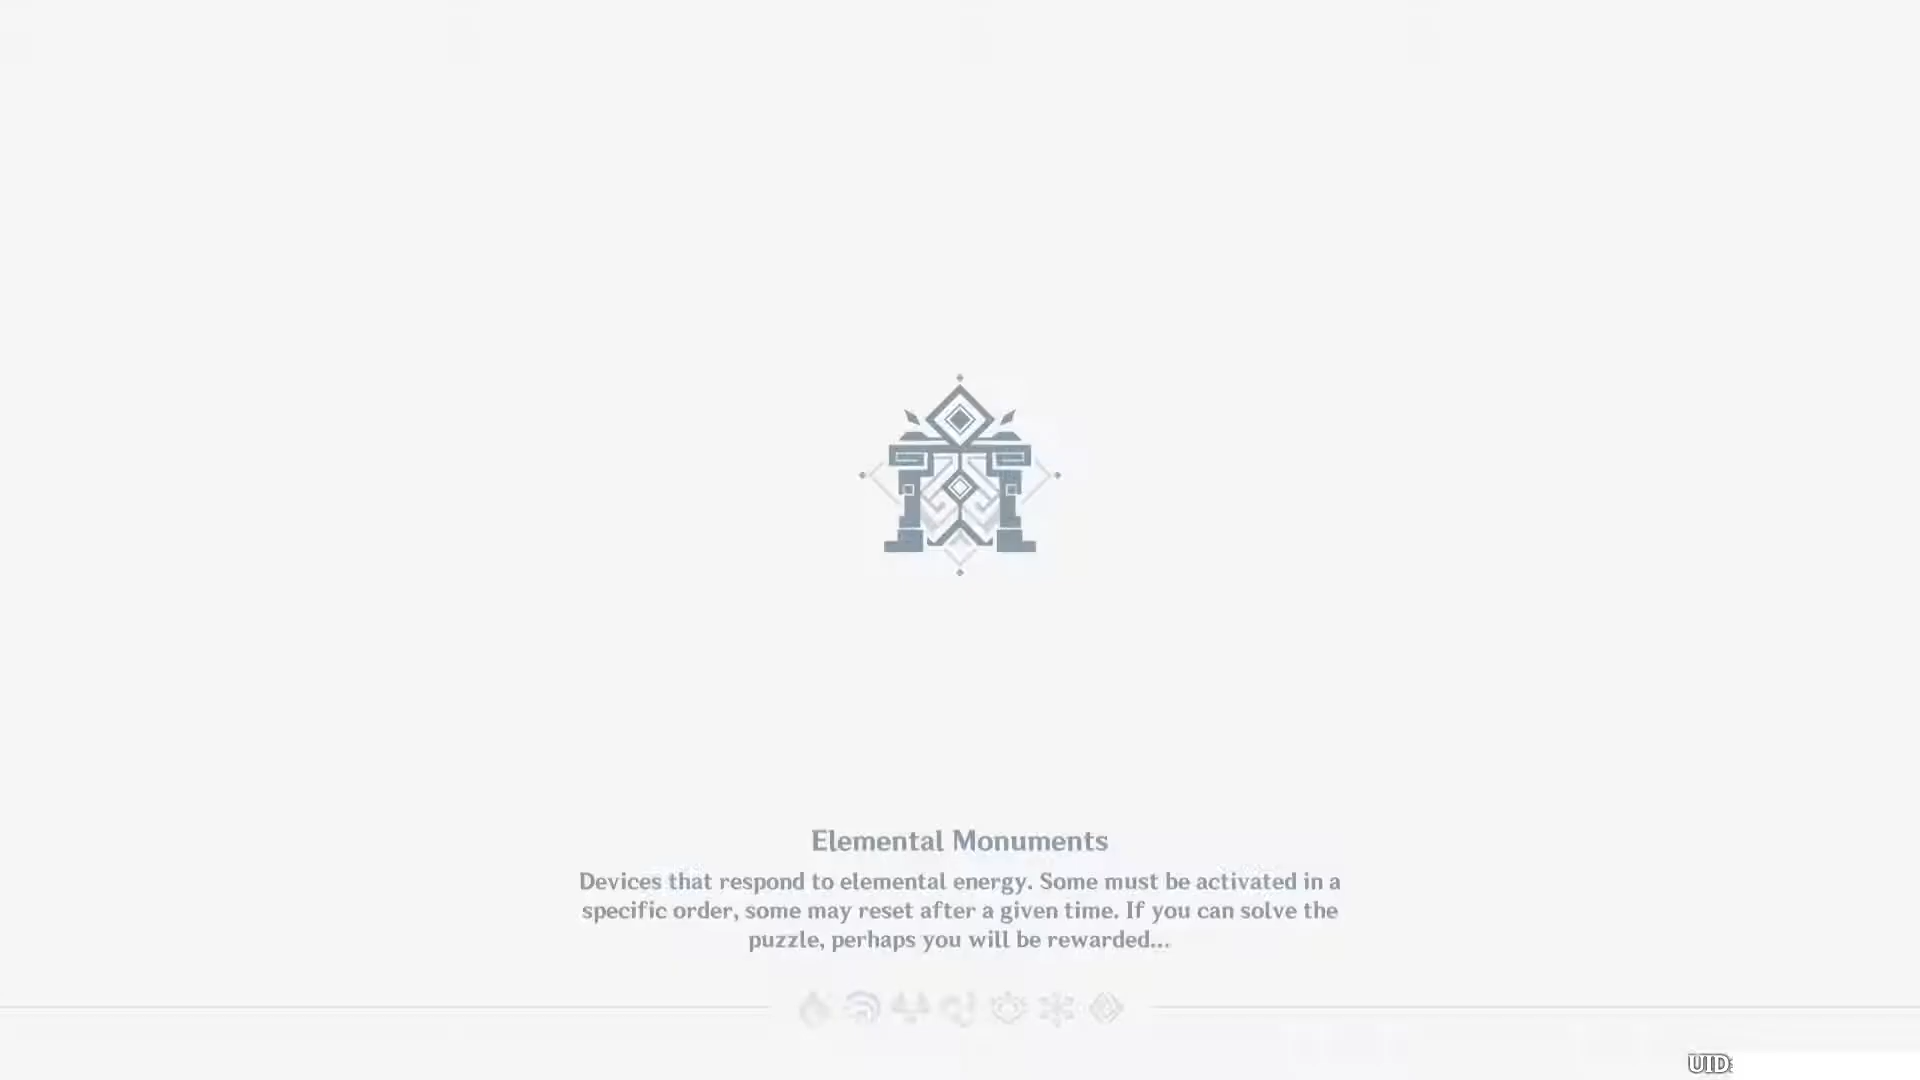 Elemental Monuments
Devices that respond to elemental energy. Some must be activated in a
specific order, some may reset after a given time. If you can solve the
puzzle, perhaps you will be rewarded...
UID: